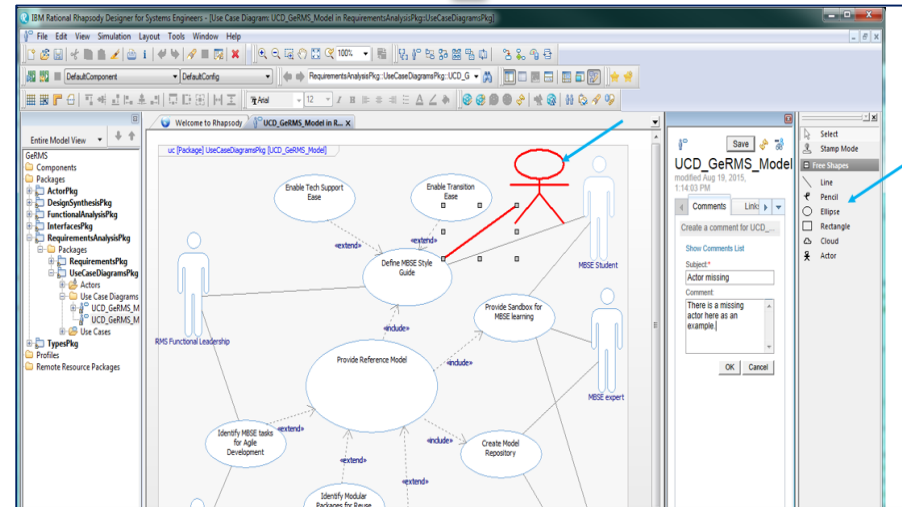 IBM Rational Rhapsody Designer for Systems Engineers - [Use Case Diagram: UCD_GeRMS_Model in RequirementsAnalysisPkg::UseCaseDiagramsPkg]
File Edit View Simulation Layout Tools Window Help
100%
DefaultComponent DefaultConfig RequirementsAnalysisPkg::UseCaseDiagramsPkg::UCD_G
Arial 12
Entire Model View
GeRMS
Components
Packages
ActorPkg
DesignSynthesisPkg
FunctionalAnalysisPkg
InterfacesPkg
RequirementsAnalysisPkg
Packages
RequirementsPkg
UseCaseDiagramsPkg
Actors
Use Case Diagrams
UCD_GeRMS_M
UCD_GeRMS_M
Use Cases
TypesPkg
Profiles
Remote Resource Packages
Welcome to Rhapsody UCD_GeRMS_Model in R... X
uc [Package] UseCaseDiagramsPkg [UCD_GeRMS_Model]
Enable Tech Support
Ease
Enable Transition
Ease
«extend»
«extend»
Define MBSE Style
Guide
MBSE Student
Provide Sandbox for
MBSE learning
«include»
RMS Functional Leadership
Provide Reference Model
«include»
MBSE expert
Identify MBSE tasks
for Agile
Development
«extend»
«include»
Create Model
Repository
«extend»
«extend»
Identify Modular
Packages for Reuse
Save
UCD_GeRMS_Model
modified Aug 19, 2015,
1:14:03 PM
Comments Link
Create a comment for UCD_...
Show Comments List
Subject:*
Actor missing
Comment:
There is a missing
actor here as an
example.
OK Cancel
Select
Stamp Mode
Free Shapes
Line
Pencil
Ellipse
Rectangle
Cloud
Actor